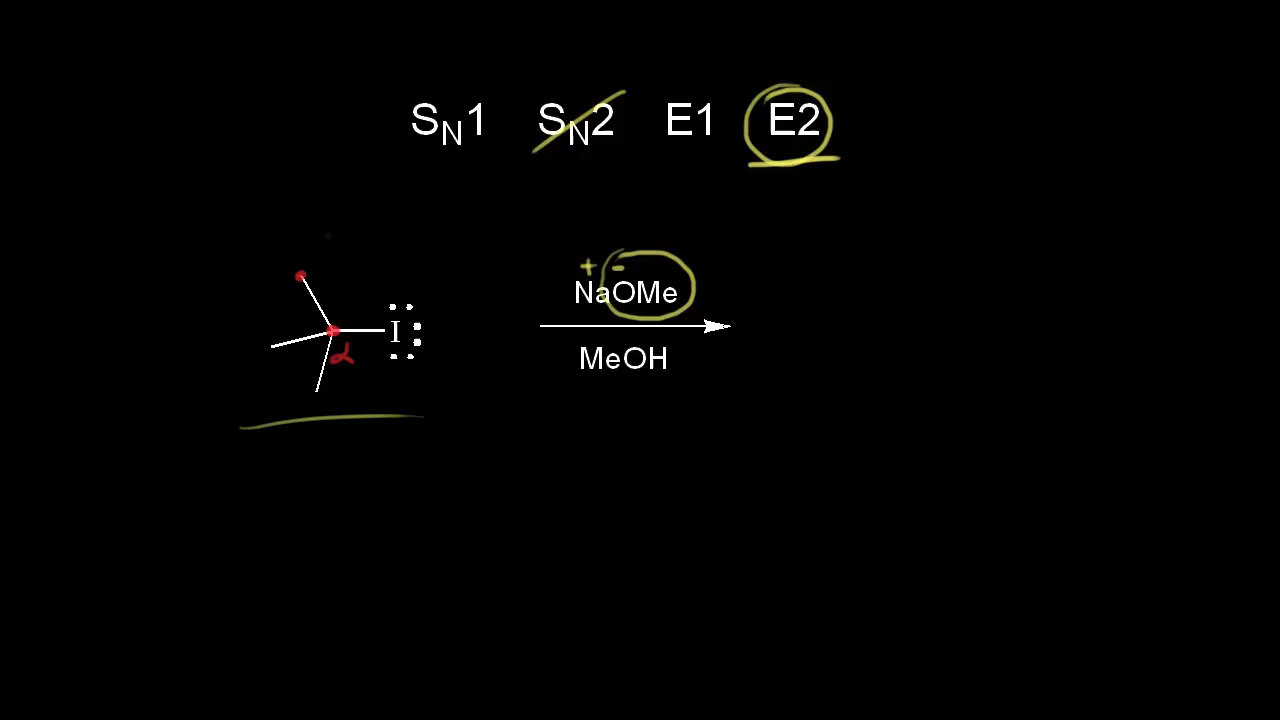 SN1 SN2 E1 E2
+ -
NaOMe
I
α
MeOH